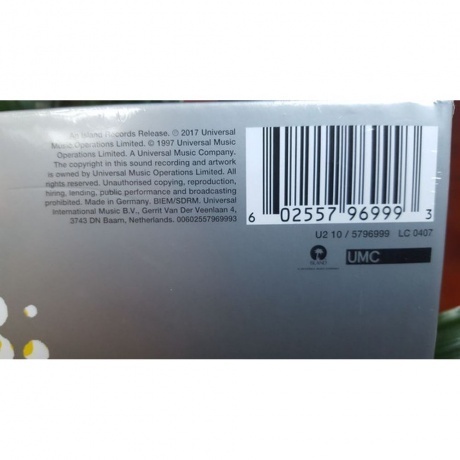 An Island Records Release. ℗ 2017 Universal
Music Operations Limited. © 1997 Universal Music
Operations Limited. A Universal Music Company.
The copyright in this sound recording and artwork
is owned by Universal Music Operations Limited. All
rights reserved. Unauthorised copying, reproduction,
hiring, lending, public performance and broadcasting
prohibited. Made in Germany. BIEM/SDRM. Universal
International Music B.V., Gerrit Van Der Veenlaan 4,
3743 DN Baarn, Netherlands. 00602557969993
6 02557 96999 3
U2 10 / 5796999 LC 0407
ISLAND
UMC